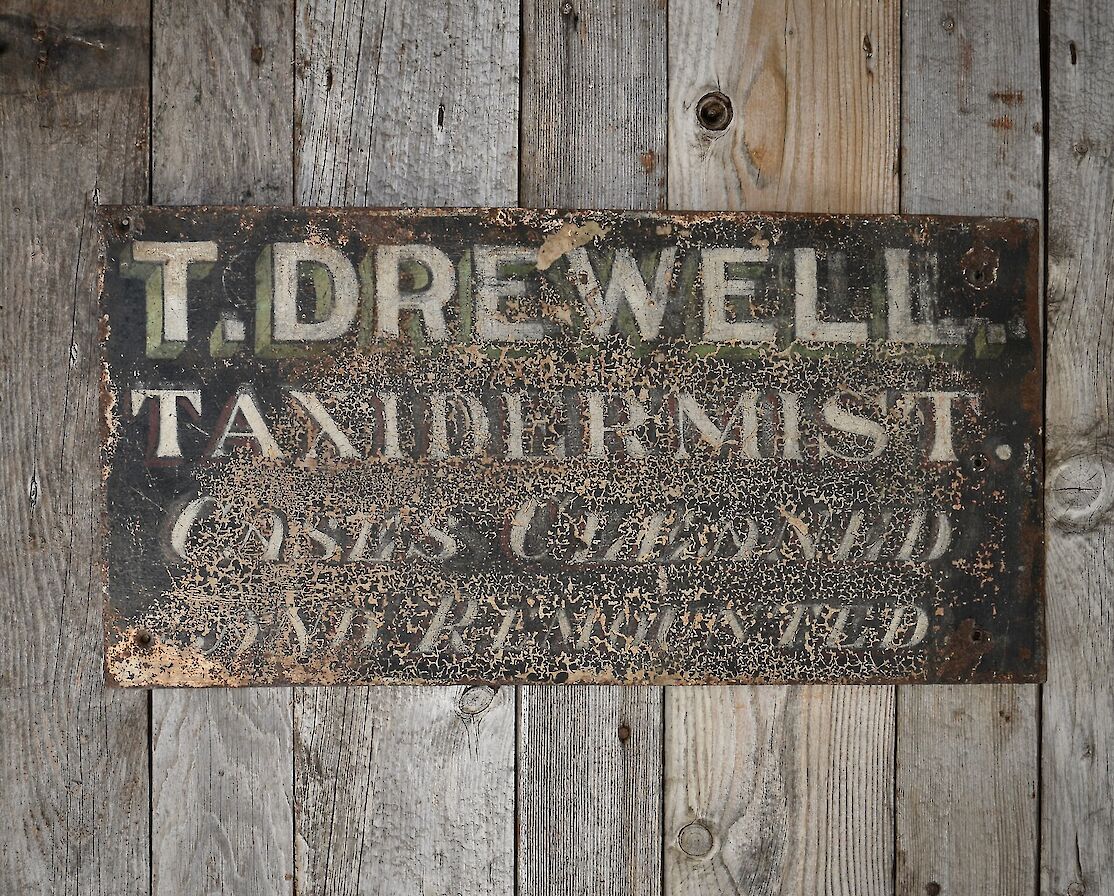 T. DREWELL.
TAXIDERMIST.
CASES CLEANED
AND REMOUNTED